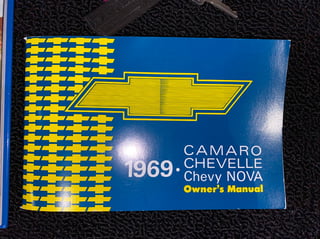 CAMARO
1969 • CHEVELLE
Chevy NOVA
Owner's Manual